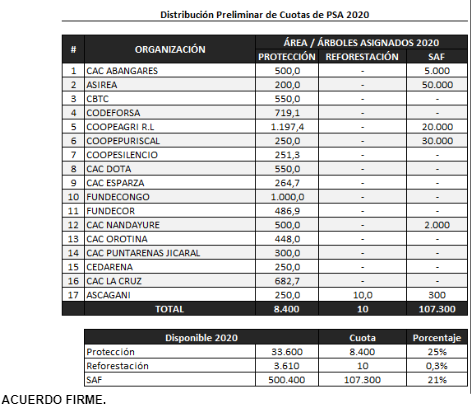 Distribución Preliminar de Cuotas de PSA 2020
# ORGANIZACIÓN ÁREA / ÁRBOLES ASIGNADOS 2020
PROTECCIÓN REFORESTACIÓN SAF
1 CAC ABANGARES 500,0 - 5.000
2 ASIREA 200,0 - 50.000
3 CBTC 550,0 - -
4 CODEFORSA 719,1 - -
5 COOPEAGRI R.L 1.197,4 - 20.000
6 COOPEPURISCAL 250,0 - 30.000
7 COOPESILENCIO 251,3 - -
8 CAC DOTA 550,0 - -
9 CAC ESPARZA 264,7 - -
10 FUNDECONGO 1.000,0 - -
11 FUNDECOR 486,9 - -
12 CAC NANDAYURE 500,0 - 2.000
13 CAC OROTINA 448,0 - -
14 CAC PUNTARENAS JICARAL 300,0 - -
15 CEDARENA 250,0 - -
16 CAC LA CRUZ 682,7 - -
17 ASCAGANI 250,0 10,0 300
TOTAL 8.400 10 107.300
Disponible 2020 Cuota Porcentaje
Protección 33.600 8.400 25%
Reforestación 3.610 10 0,3%
SAF 500.400 107.300 21%
ACUERDO FIRME.